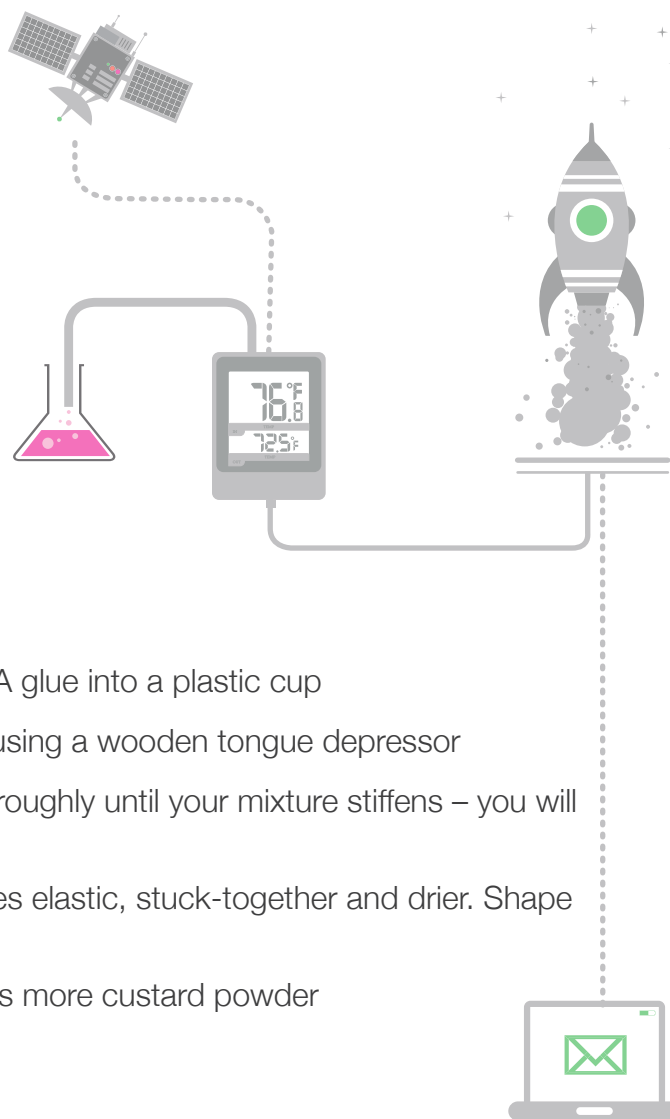 76.8°F
72.5°F
A glue into a plastic cup
using a wooden tongue depressor
roughly until your mixture stiffens – you will
es elastic, stuck-together and drier. Shape
s more custard powder